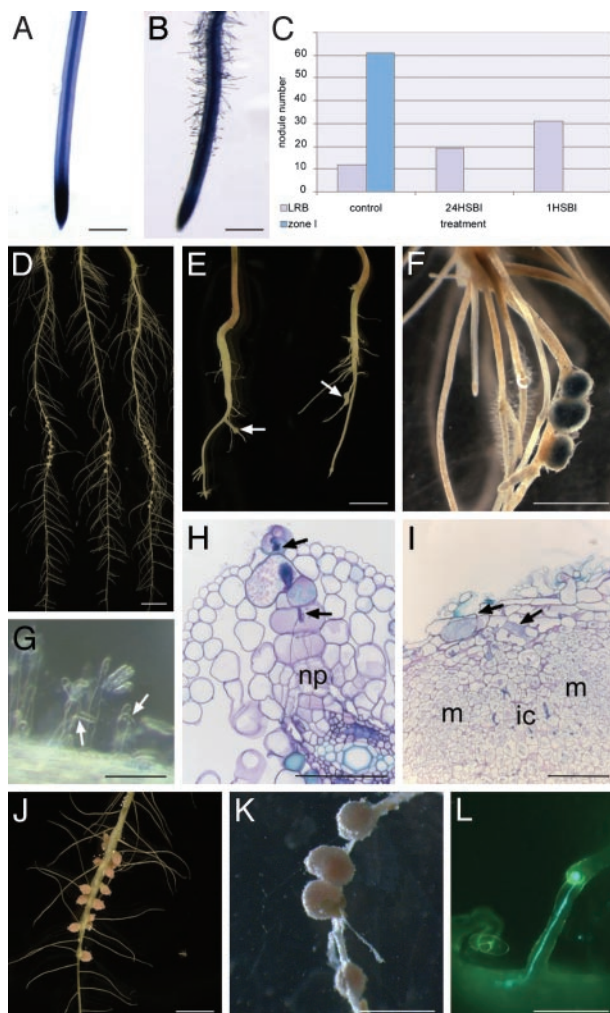 A
B
C
nodule number
60
50
40
30
20
10
0
LRB
zone I
control
24HSBI
1HSBI
treatment
D
E
F
G
H
np
I
m
m
ic
J
K
L